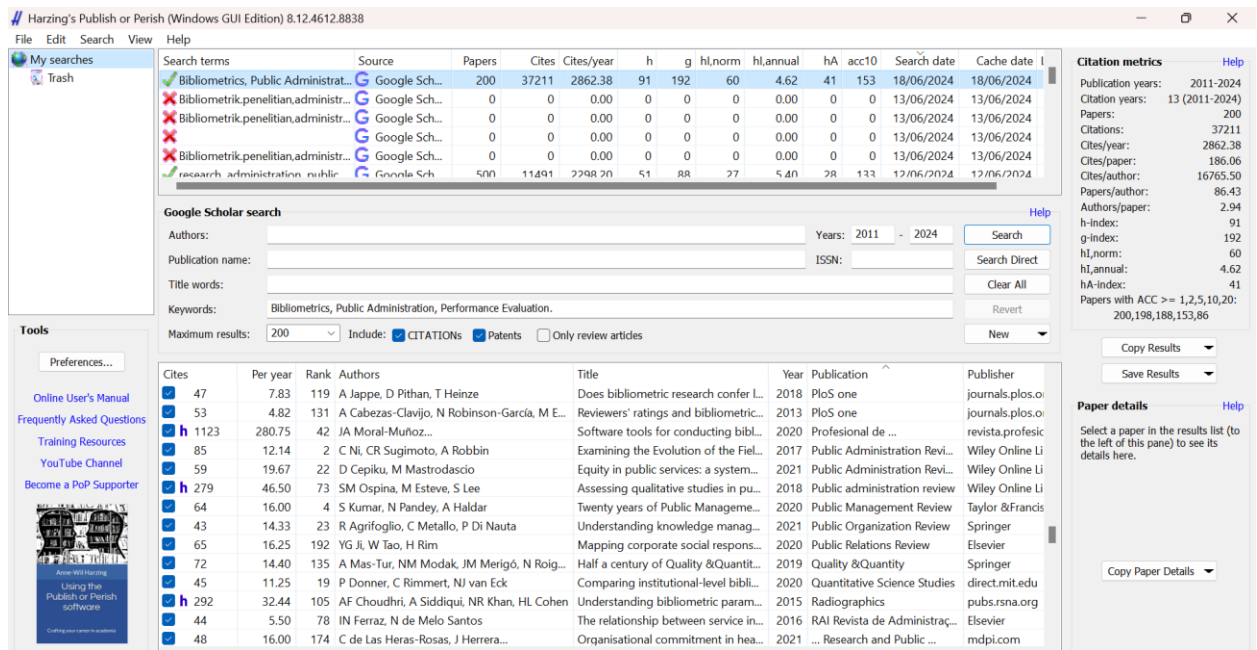 Harzing's Publish or Perish (Windows GUI Edition) 8.12.4612.8838
File Edit Search View Help
My searches
Trash
Search terms Source Papers Cites Cites/year h g hI,norm hI,annual hA acc10 Search date Cache date L
Bibliometrics, Public Administrat... Google Sch... 200 37211 2862.38 91 192 60 4.62 41 153 18/06/2024 18/06/2024
Bibliometrik.penelitian,administr... Google Sch... 0 0 0.00 0 0 0 0.00 0 0 13/06/2024 13/06/2024
Bibliometrik.penelitian,administr... Google Sch... 0 0 0.00 0 0 0 0.00 0 0 13/06/2024 13/06/2024
Google Sch... 0 0 0.00 0 0 0 0.00 0 0 13/06/2024 13/06/2024
Bibliometrik.penelitian,administr... Google Sch... 0 0 0.00 0 0 0 0.00 0 0 13/06/2024 13/06/2024
research, administration, public Google Sch 500 11491 2298.20 51 88 27 5.40 28 133 12/06/2024 12/06/2024
Google Scholar search Help
Authors: Years: 2011 - 2024 Search
Publication name: ISSN: Search Direct
Title words: Clear All
Keywords: Bibliometrics, Public Administration, Performance Evaluation. Revert
Maximum results: 200 Include: CITATIONs Patents Only review articles New
Cites Per year Rank Authors Title Year Publication Publisher
47 7.83 119 A Jappe, D Pithan, T Heinze Does bibliometric research confer l... 2018 PloS one journals.plos.o
53 4.82 131 A Cabezas-Clavijo, N Robinson-García, M E... Reviewers' ratings and bibliometric... 2013 PloS one journals.plos.o
h 1123 280.75 42 JA Moral-Muñoz... Software tools for conducting bibl... 2020 Profesional de ... revista.profesic
85 12.14 2 C Ni, CR Sugimoto, A Robbin Examining the Evolution of the Fiel... 2017 Public Administration Revi... Wiley Online Li
59 19.67 22 D Cepiku, M Mastrodascio Equity in public services: a system... 2021 Public Administration Revi... Wiley Online Li
h 279 46.50 73 SM Ospina, M Esteve, S Lee Assessing qualitative studies in pu... 2018 Public administration review Wiley Online Li
64 16.00 4 S Kumar, N Pandey, A Haldar Twenty years of Public Manageme... 2020 Public Management Review Taylor &Francis
43 14.33 23 R Agrifoglio, C Metallo, P Di Nauta Understanding knowledge manag... 2021 Public Organization Review Springer
65 16.25 192 YG Ji, W Tao, H Rim Mapping corporate social respons... 2020 Public Relations Review Elsevier
72 14.40 135 A Mas-Tur, NM Modak, JM Merigó, N Roig... Half a century of Quality &Quantit... 2019 Quality &Quantity Springer
45 11.25 19 P Donner, C Rimmert, NJ van Eck Comparing institutional-level bibli... 2020 Quantitative Science Studies direct.mit.edu
h 292 32.44 105 AF Choudhri, A Siddiqui, NR Khan, HL Cohen Understanding bibliometric param... 2015 Radiographics pubs.rsna.org
44 5.50 78 IN Ferraz, N de Melo Santos The relationship between service in... 2016 RAI Revista de Administraç... Elsevier
48 16.00 174 C de Las Heras-Rosas, J Herrera... Organisational commitment in hea... 2021 ... Research and Public ... mdpi.com
Tools
Preferences...
Online User's Manual
Frequently Asked Questions
Training Resources
YouTube Channel
Become a PoP Supporter
Anne-Wil Harzing
Using the
Publish or Perish
software
Crafting your career in academia
Citation metrics Help
Publication years: 2011-2024
Citation years: 13 (2011-2024)
Papers: 200
Citations: 37211
Cites/year: 2862.38
Cites/paper: 186.06
Cites/author: 16765.50
Papers/author: 86.43
Authors/paper: 2.94
h-index: 91
g-index: 192
hI,norm: 60
hI,annual: 4.62
hA-index: 41
Papers with ACC >= 1,2,5,10,20:
200,198,188,153,86
Copy Results
Save Results
Paper details Help
Select a paper in the results list (to
the left of this pane) to see its
details here.
Copy Paper Details